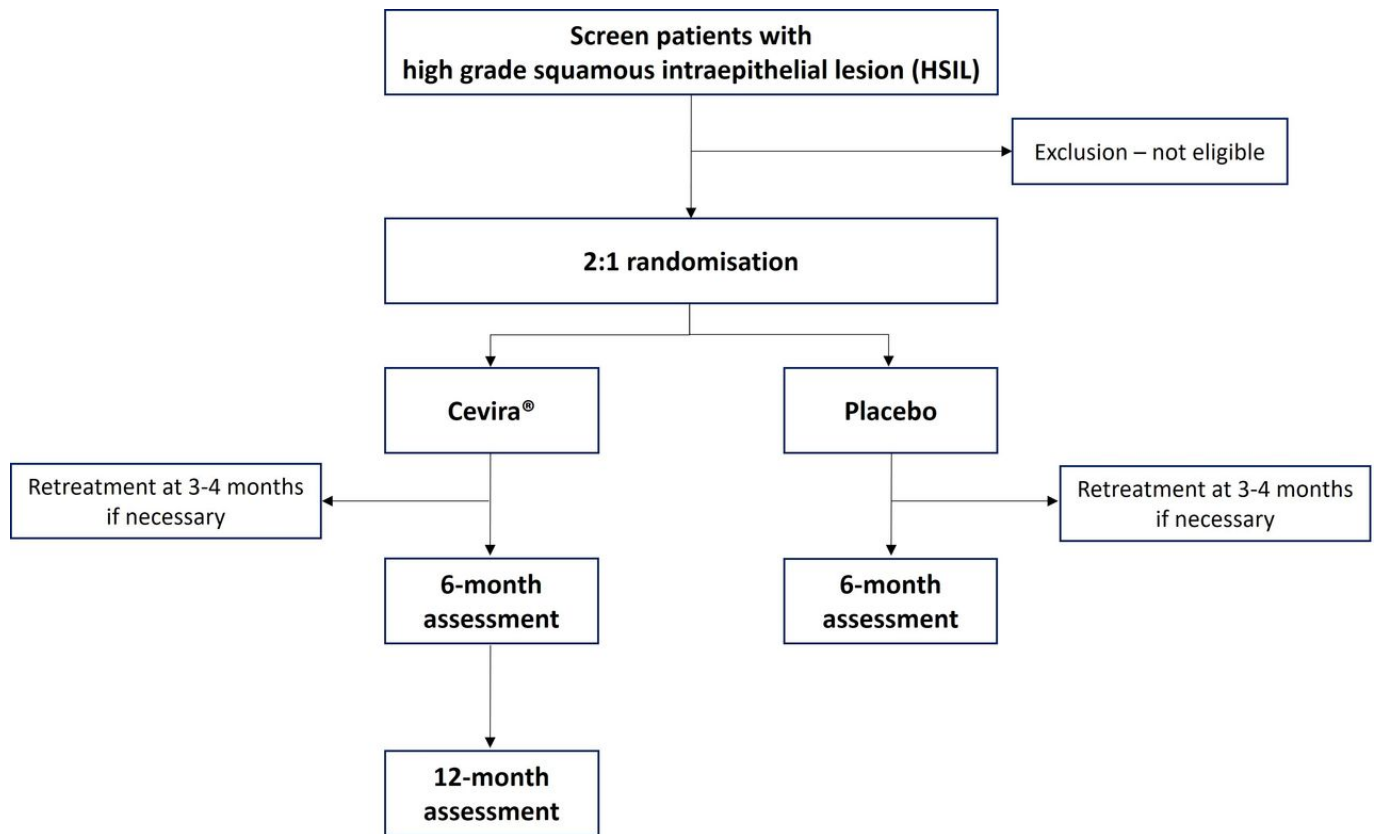 Screen patients with
high grade squamous intraepithelial lesion (HSIL)
Exclusion – not eligible
2:1 randomisation
Cevira®
Placebo
Retreatment at 3-4 months
if necessary
Retreatment at 3-4 months
if necessary
6-month
assessment
6-month
assessment
12-month
assessment